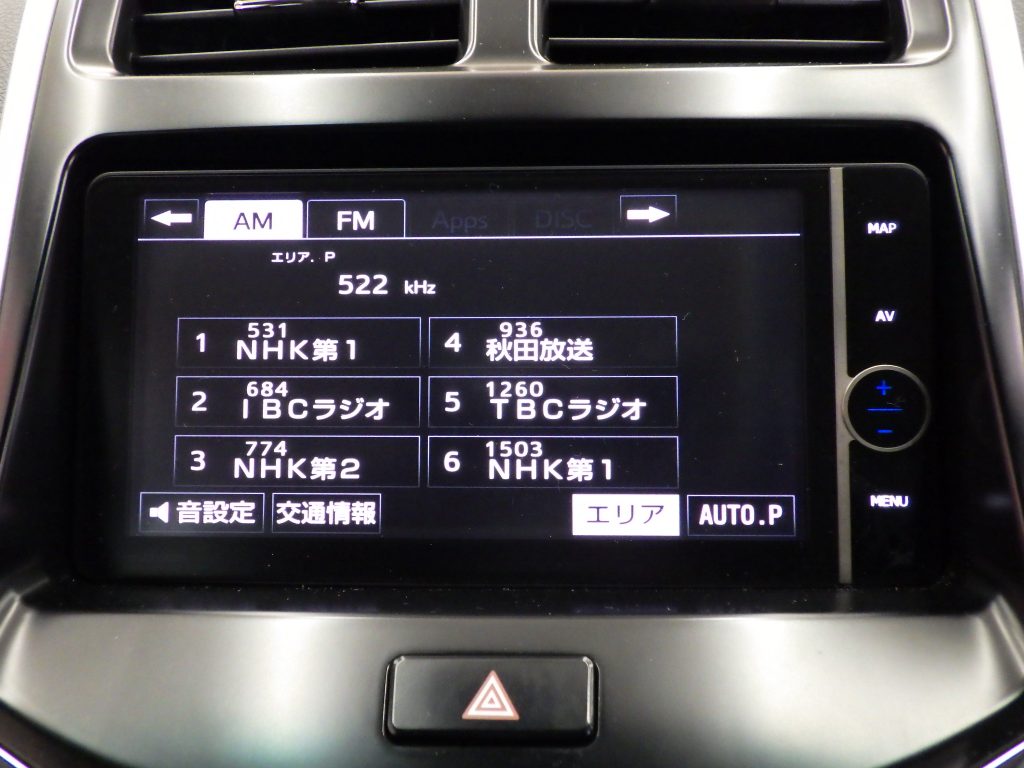 AM FM Apps DISC
エリア. P
522 kHz
1 531 NHK第1
4 936 秋田放送
2 684 IBCラジオ
5 1260 TBCラジオ
3 774 NHK第2
6 1503 NHK第1
音設定 交通情報 エリア AUTO.P
MAP
AV
+
−
MENU